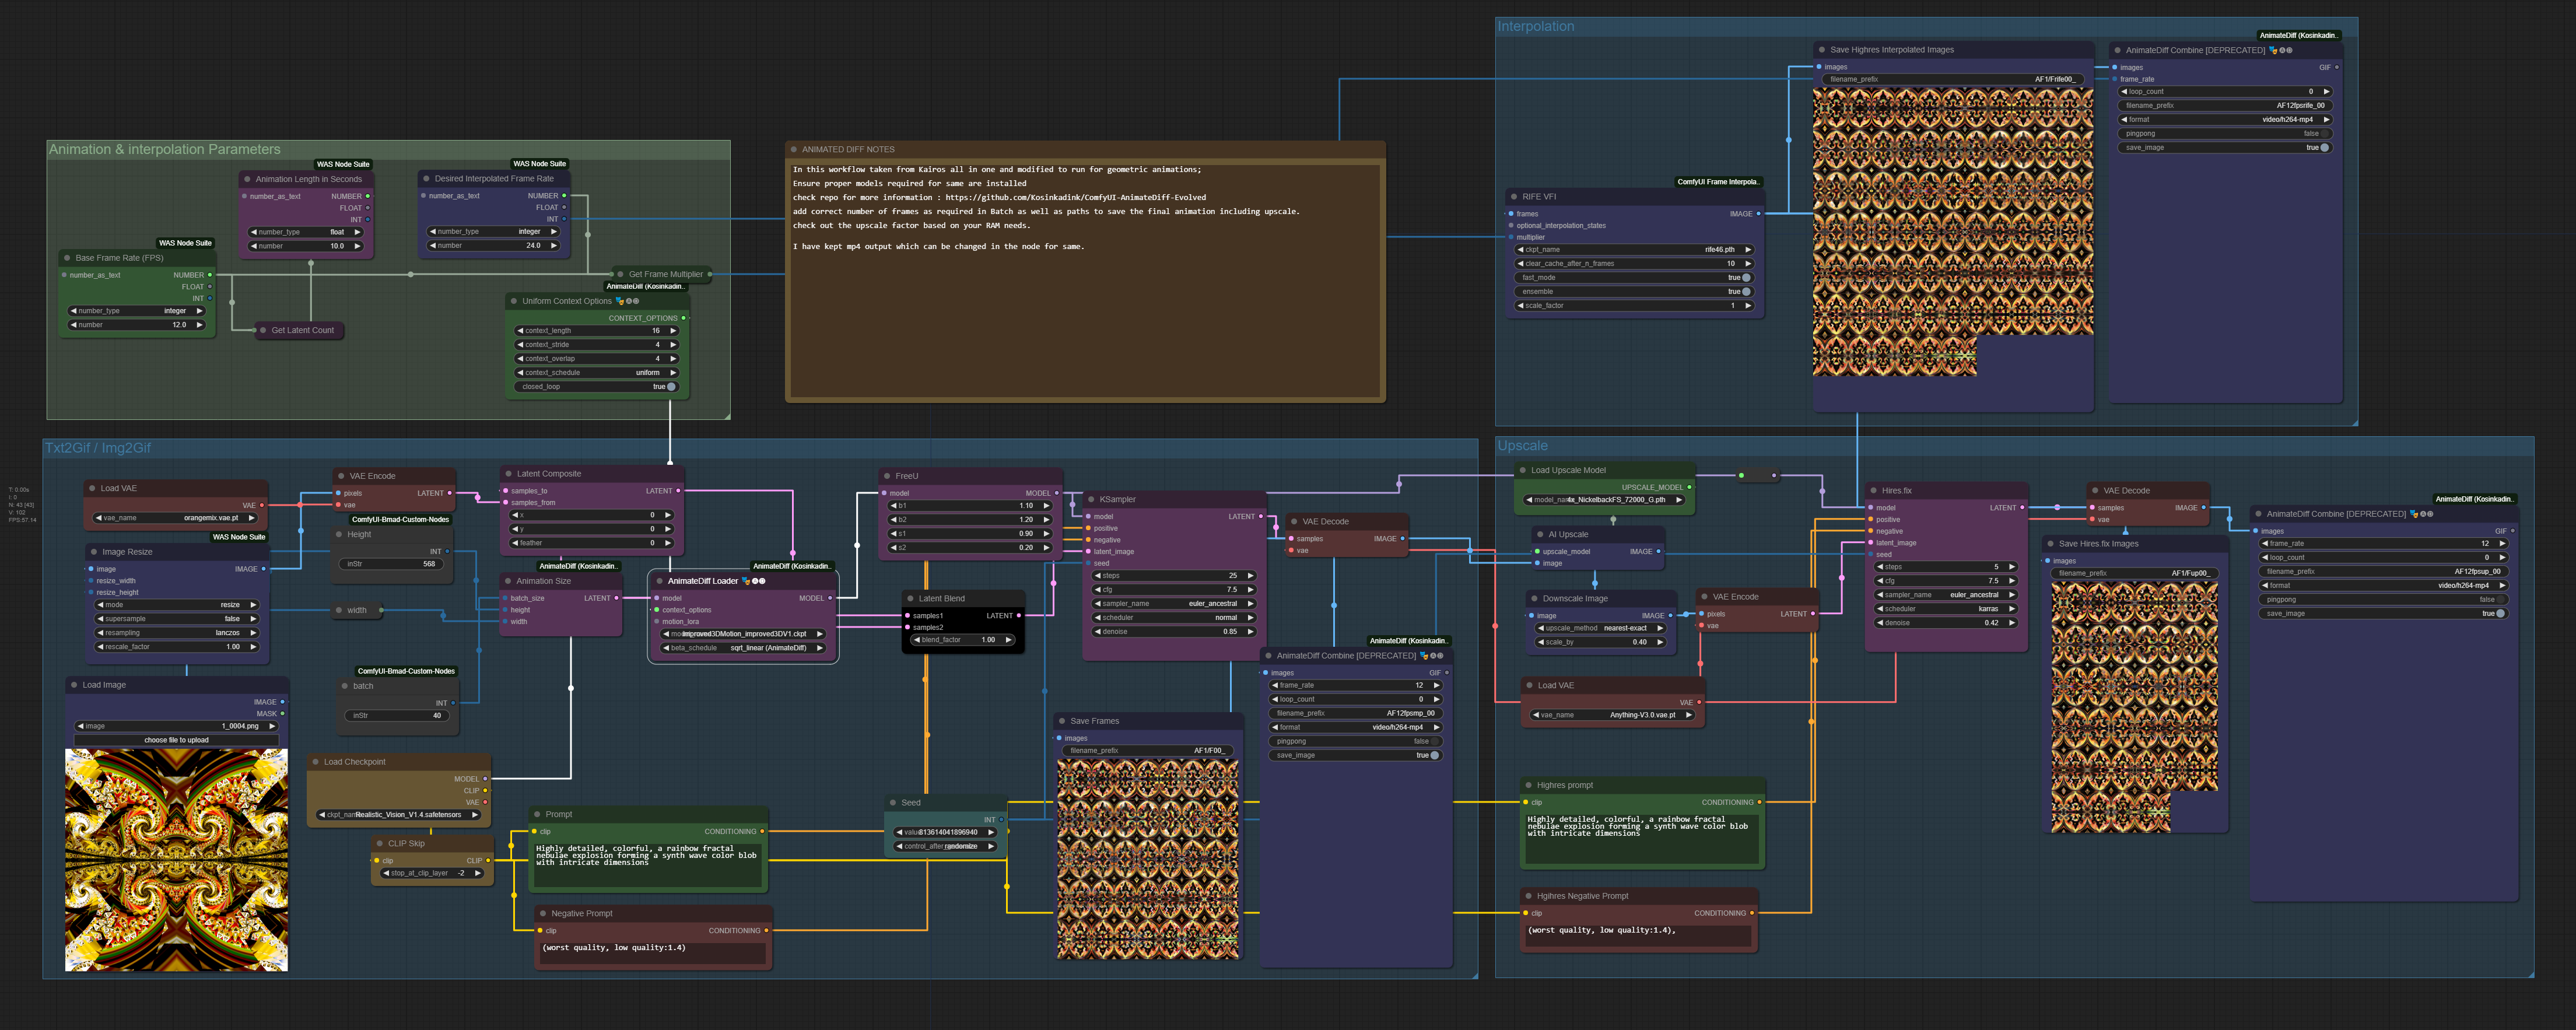 Interpolation
Save Highres Interpolated Images
images
filename_prefix AF1/Frife00_
AnimateDiff (Kosinkadin..
AnimateDiff Combine [DEPRECATED]
images GIF
frame_rate
loop_count 0
filename_prefix AF12fpsrife_00
format video/h264-mp4
pingpong false
save_image true
ComfyUI Frame Interpola..
RIFE VFI
frames IMAGE
optional_interpolation_states
multiplier
ckpt_name rife46.pth
clear_cache_after_n_frames 10
fast_mode true
ensemble true
scale_factor 1
Animation & interpolation Parameters
WAS Node Suite
Animation Length in Seconds
number_as_text NUMBER
FLOAT
INT
number_type float
number 10.0
WAS Node Suite
Desired Interpolated Frame Rate
number_as_text NUMBER
FLOAT
INT
number_type integer
number 24.0
WAS Node Suite
Base Frame Rate (FPS)
number_as_text NUMBER
FLOAT
INT
number_type integer
number 12.0
Get Latent Count
Get Frame Multiplier
AnimateDiff (Kosinkadin..
Uniform Context Options
CONTEXT_OPTIONS
context_length 16
context_stride 4
context_overlap 4
context_schedule uniform
closed_loop true
ANIMATED DIFF NOTES
In this workflow taken from Kairos all in one and modified to run for geometric animations;
Ensure proper models required for same are installed
check repo for more information : https://github.com/Kosinkadink/ComfyUI-AnimateDiff-Evolved
add correct number of frames as required in Batch as well as paths to save the final animation including upscale.
check out the upscale factor based on your RAM needs.
I have kept mp4 output which can be changed in the node for same.
Txt2Gif / Img2Gif
T: 0.00s
I: 0
N: 43 [43]
V: 102
FPS:57.14
Load VAE
VAE
vae_name orangemix.vae.pt
VAE Encode
pixels LATENT
vae
ComfyUI-Bmad-Custom-Nodes
Height
INT
inStr 568
WAS Node Suite
Image Resize
image IMAGE
resize_width
resize_height
mode resize
supersample false
resampling lanczos
rescale_factor 1.00
width
ComfyUI-Bmad-Custom-Nodes
batch
INT
inStr 40
Load Image
IMAGE
MASK
image 1_0004.png
choose file to upload
Load Checkpoint
MODEL
CLIP
VAE
Realistic_Vision_V1.4.safetensors
CLIP Skip
clip CLIP
stop_at_clip_layer -2
Latent Composite
samples_to LATENT
samples_from
x 0
y 0
feather 0
AnimateDiff (Kosinkadin..
Animation Size
batch_size LATENT
height
width
AnimateDiff (Kosinkadin..
AnimateDiff Loader
model MODEL
context_options
motion_lora
improved3DMotion_improved3DV1.ckpt
beta_schedule sqrt_linear (AnimateDiff)
Prompt
clip CONDITIONING
Highly detailed, colorful, a rainbow fractal
nebulae explosion forming a synth wave color blob
with intricate dimensions
Negative Prompt
clip CONDITIONING
(worst quality, low quality:1.4)
FreeU
model MODEL
b1 1.10
b2 1.20
s1 0.90
s2 0.20
Latent Blend
samples1 LATENT
samples2
blend_factor 1.00
Seed
INT
813614041896940
control_after randomize
KSampler
model LATENT
positive
negative
latent_image
seed
steps 25
cfg 7.5
sampler_name euler_ancestral
scheduler normal
denoise 0.85
VAE Decode
samples IMAGE
vae
Save Frames
images
filename_prefix AF1/F00_
AnimateDiff (Kosinkadin..
AnimateDiff Combine [DEPRECATED]
images GIF
frame_rate 12
loop_count 0
filename_prefix AF12fpsmp_00
format video/h264-mp4
pingpong false
save_image true
Upscale
Load Upscale Model
UPSCALE_MODEL
4x_NickelbackFS_72000_G.pth
AI Upscale
upscale_model IMAGE
image
Downscale Image
image IMAGE
upscale_method nearest-exact
scale_by 0.40
VAE Encode
pixels LATENT
vae
Load VAE
VAE
vae_name Anything-V3.0.vae.pt
Highres prompt
clip CONDITIONING
Highly detailed, colorful, a rainbow fractal
nebulae explosion forming a synth wave color blob
with intricate dimensions
Hgihres Negative Prompt
clip CONDITIONING
(worst quality, low quality:1.4),
Hires.fix
model LATENT
positive
negative
latent_image
seed
steps 5
cfg 7.5
sampler_name euler_ancestral
scheduler karras
denoise 0.42
VAE Decode
samples IMAGE
vae
Save Hires.fix Images
images
filename_prefix AF1/Fup00_
AnimateDiff (Kosinkadin..
AnimateDiff Combine [DEPRECATED]
images GIF
frame_rate 12
loop_count 0
filename_prefix AF12fpsup_00
format video/h264-mp4
pingpong false
save_image true